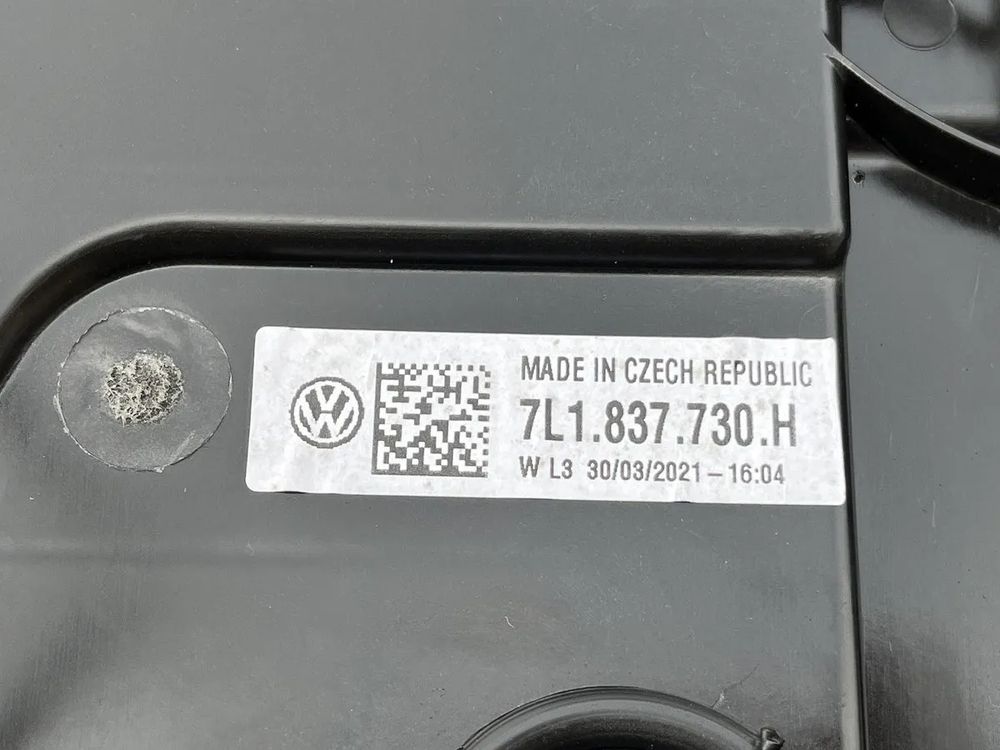 MADE IN CZECH REPUBLIC
7L1.837.730.H
W L3 30/03/2021–16:04